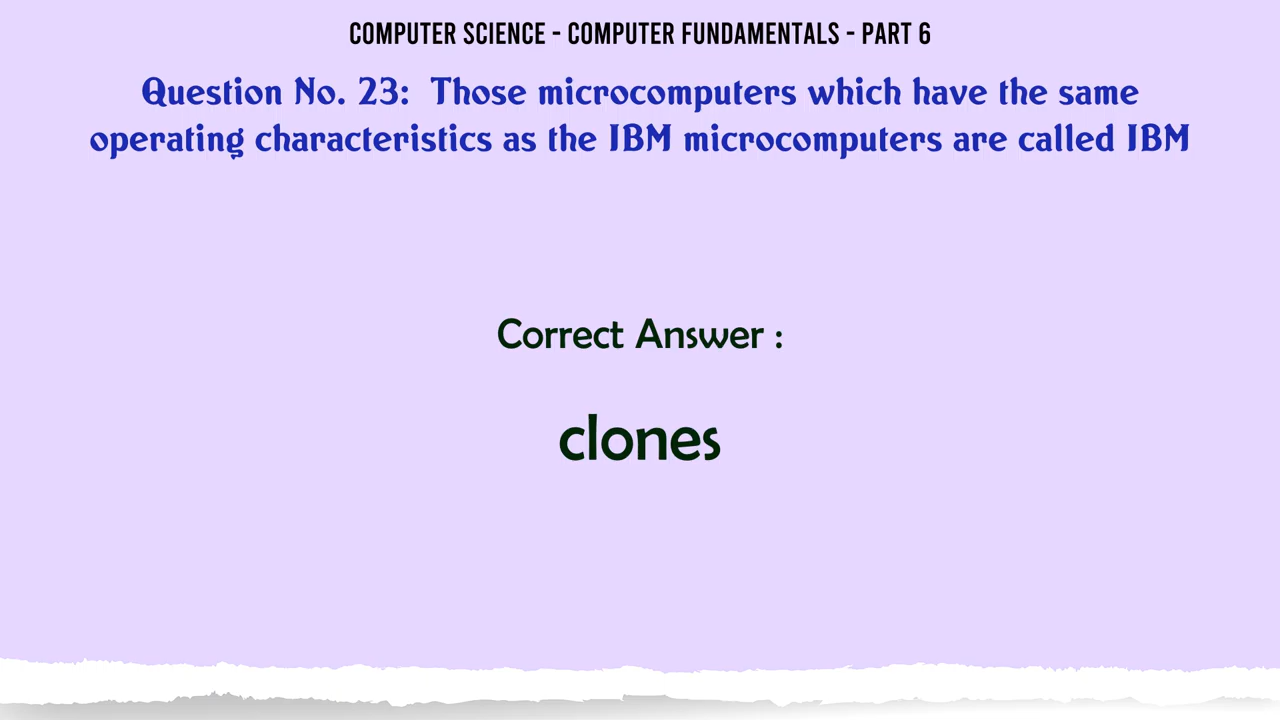 COMPUTER SCIENCE - COMPUTER FUNDAMENTALS - PART 6
Question No. 23: Those microcomputers which have the same
operating characteristics as the IBM microcomputers are called IBM
Correct Answer :
clones